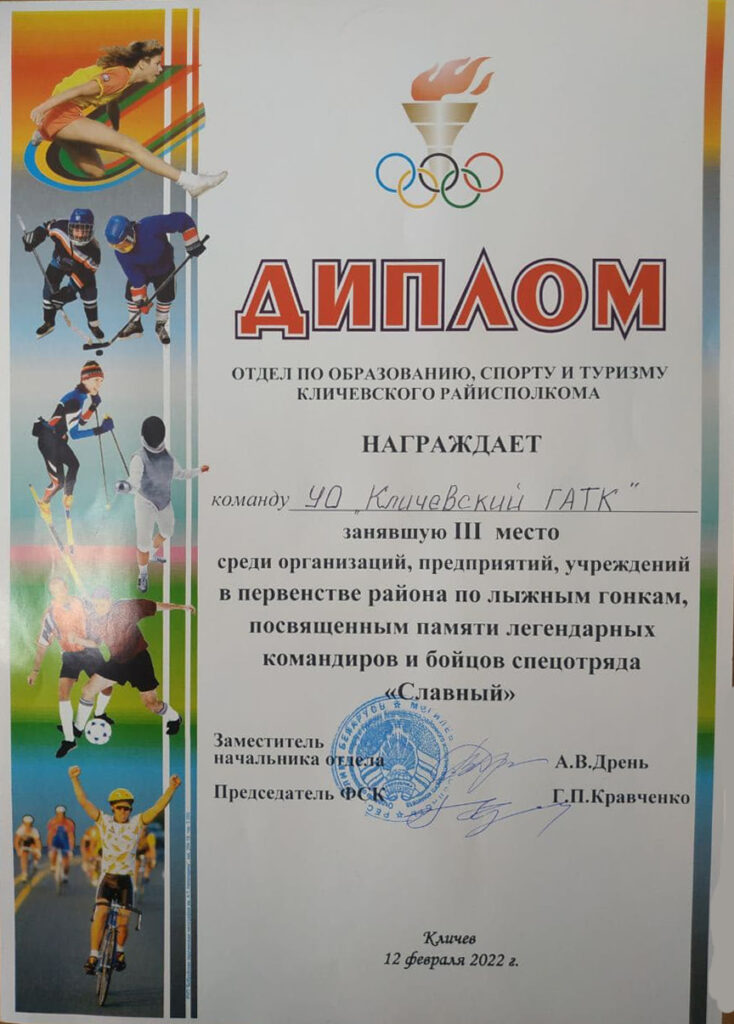 ДИПЛОМ
ОТДЕЛ ПО ОБРАЗОВАНИЮ, СПОРТУ И ТУРИЗМУ
КЛИЧЕВСКОГО РАЙИСПОЛКОМА
НАГРАЖДАЕТ
команду УО „Кличевский ГАТК"
занявшую III место
среди организаций, предприятий, учреждений
в первенстве района по лыжным гонкам,
посвященным памяти легендарных
командиров и бойцов спецотряда
«Славный»
Заместитель
начальника отдела А.В.Дрень
Председатель ФСК Г.П.Кравченко
Кличев
12 февраля 2022 г.